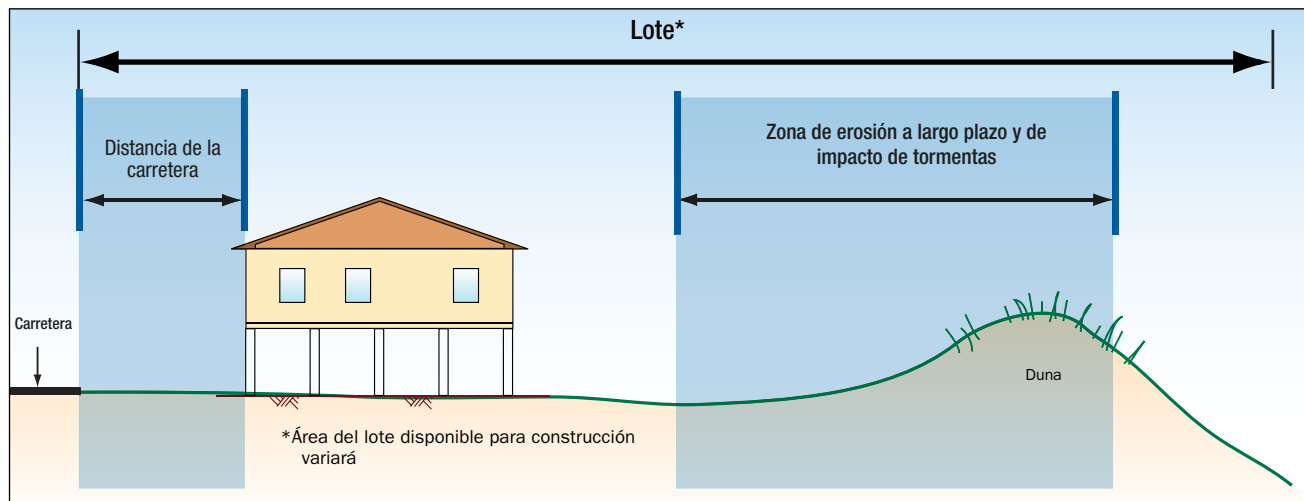 Lote*
Distancia de la
carretera
Zona de erosión a largo plazo y de
impacto de tormentas
Carretera
Duna
*Área del lote disponible para construcción
variará